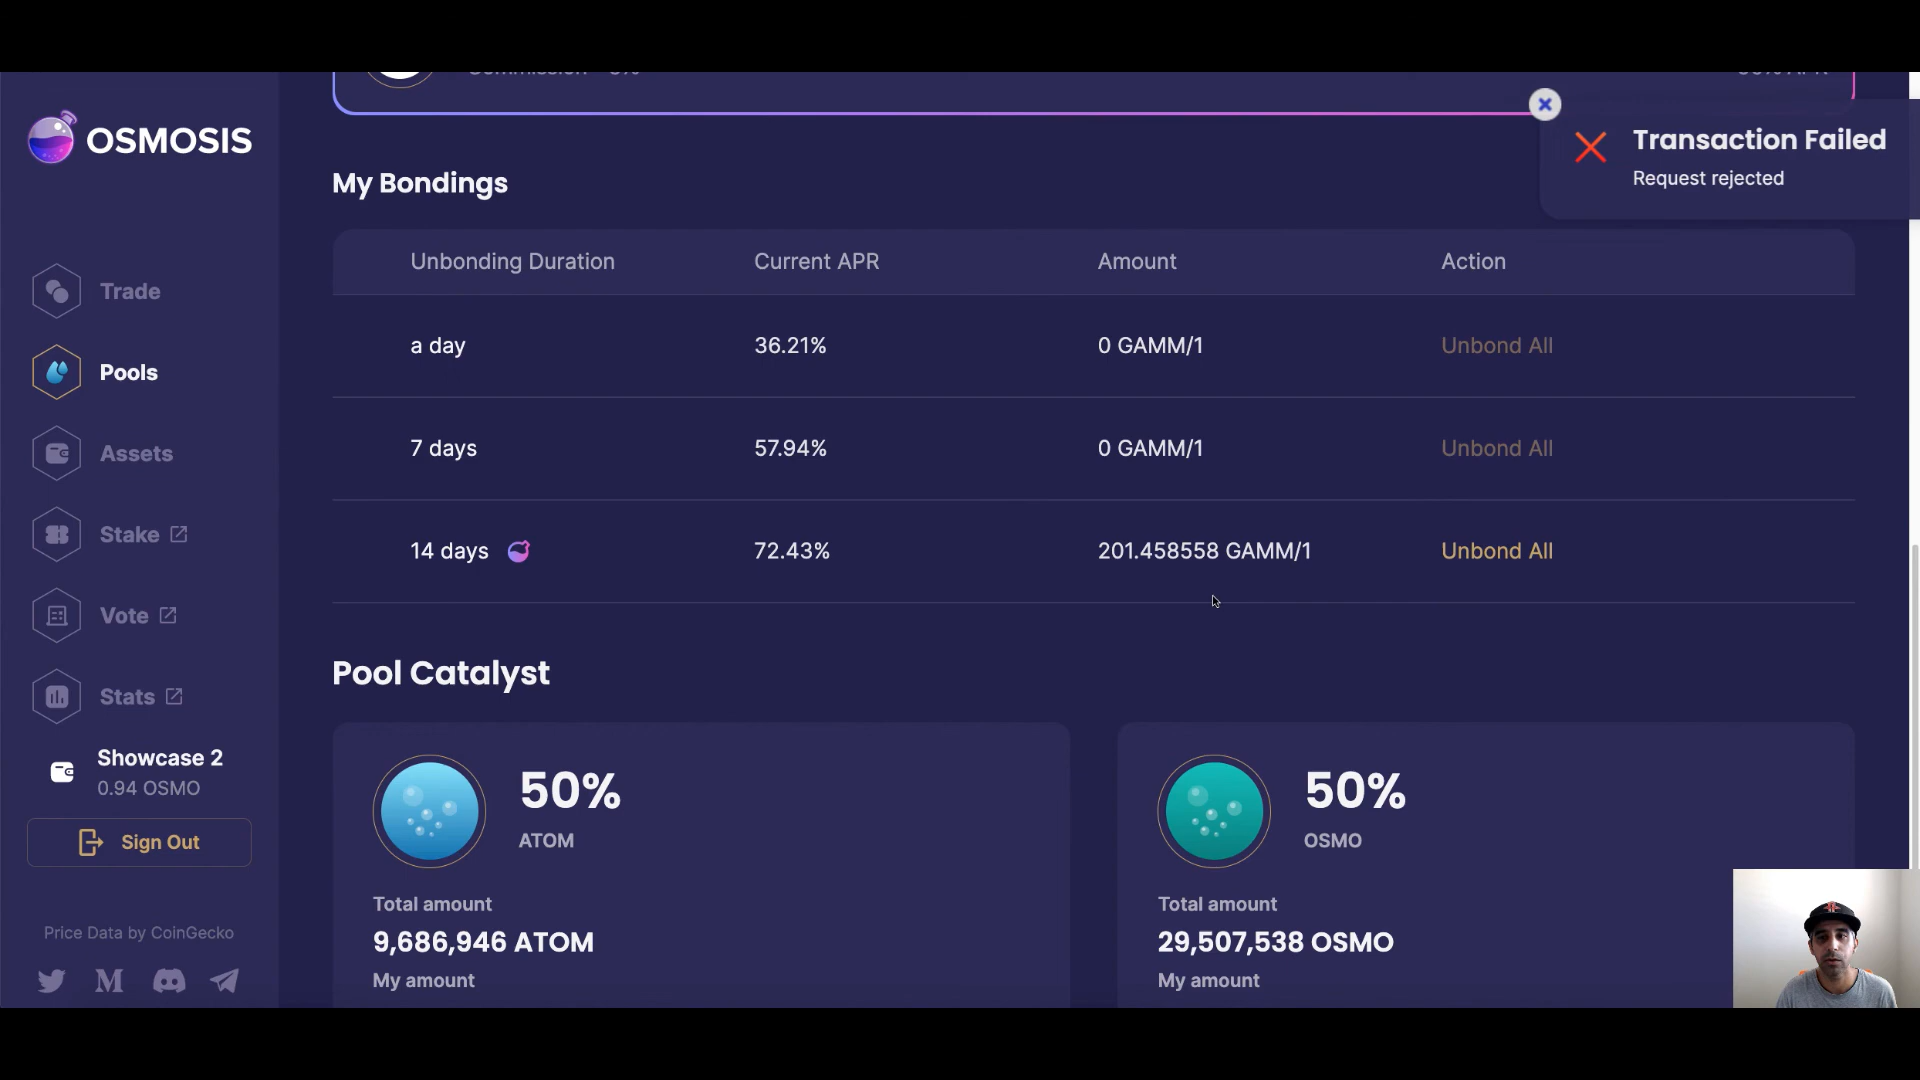 OSMOSIS
Trade
Pools
Assets
Stake
Vote
Stats
Showcase 2
0.94 OSMO
Sign Out
Price Data by CoinGecko
Transaction Failed
Request rejected
My Bondings
Unbonding Duration Current APR Amount Action
a day 36.21% 0 GAMM/1 Unbond All
7 days 57.94% 0 GAMM/1 Unbond All
14 days 72.43% 201.458558 GAMM/1 Unbond All
Pool Catalyst
50%
ATOM
Total amount
9,686,946 ATOM
My amount
50%
OSMO
Total amount
29,507,538 OSMO
My amount